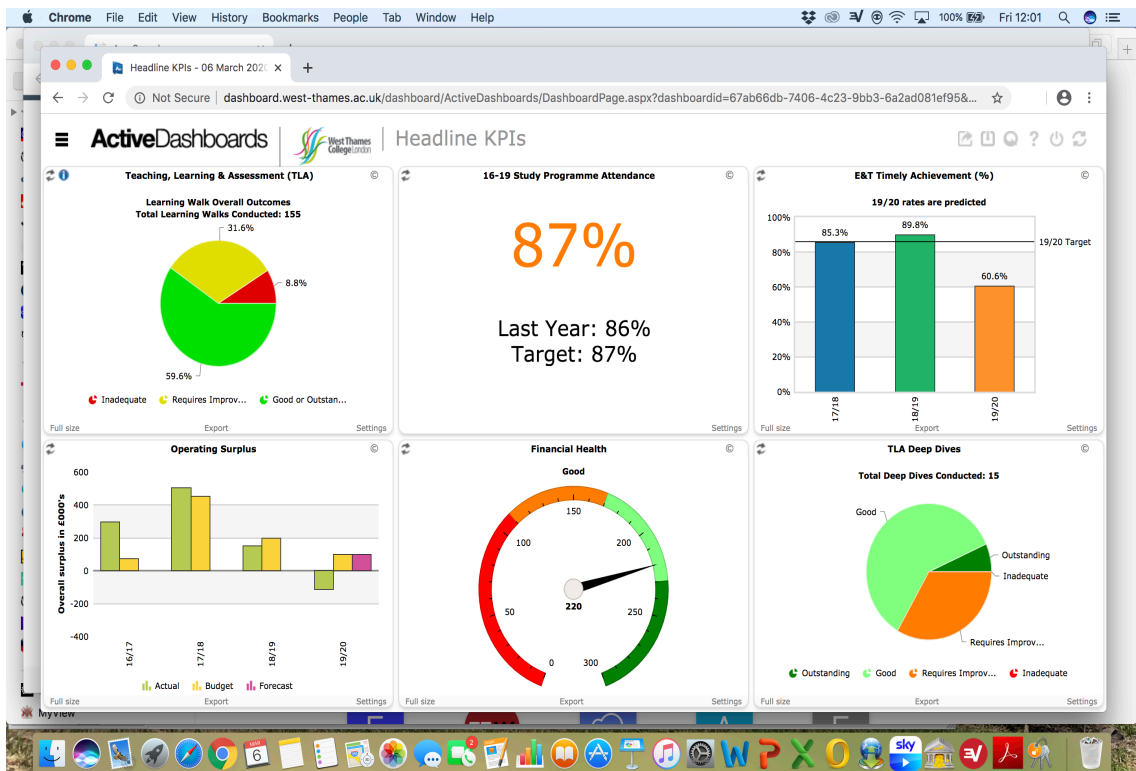 Chrome File Edit View History Bookmarks People Tab Window Help 100% Fri 12:01
Headline KPIs - 06 March 2020
Not Secure dashboard.west-thames.ac.uk/dashboard/ActiveDashboards/DashboardPage.aspx?dashboardid=67ab66db-7406-4c23-9bb3-6a2ad081ef95&...
ActiveDashboards West Thames College London Headline KPIs
Teaching, Learning & Assessment (TLA)
Learning Walk Overall Outcomes
Total Learning Walks Conducted: 155
31.6%
8.8%
59.6%
Inadequate Requires Improv... Good or Outstan...
Full size Export Settings
16-19 Study Programme Attendance
87%
Last Year: 86%
Target: 87%
Settings
E&T Timely Achievement (%)
19/20 rates are predicted
100%
80%
60%
40%
20%
0%
85.3%
89.8%
60.6%
19/20 Target
17/18 18/19 19/20
Full size Export Settings
Operating Surplus
Overall surplus in £000's
600
400
200
0
-200
-400
16/17 17/18 18/19 19/20
Actual Budget Forecast
Full size Export Settings
Financial Health
Good
0
50
100
150
200
250
300
220
Full size Export Settings
TLA Deep Dives
Total Deep Dives Conducted: 15
Good
Outstanding
Inadequate
Requires Improv...
Outstanding Good Requires Improv... Inadequate
Full size Export Settings
MyView
MAR
6
2
sky